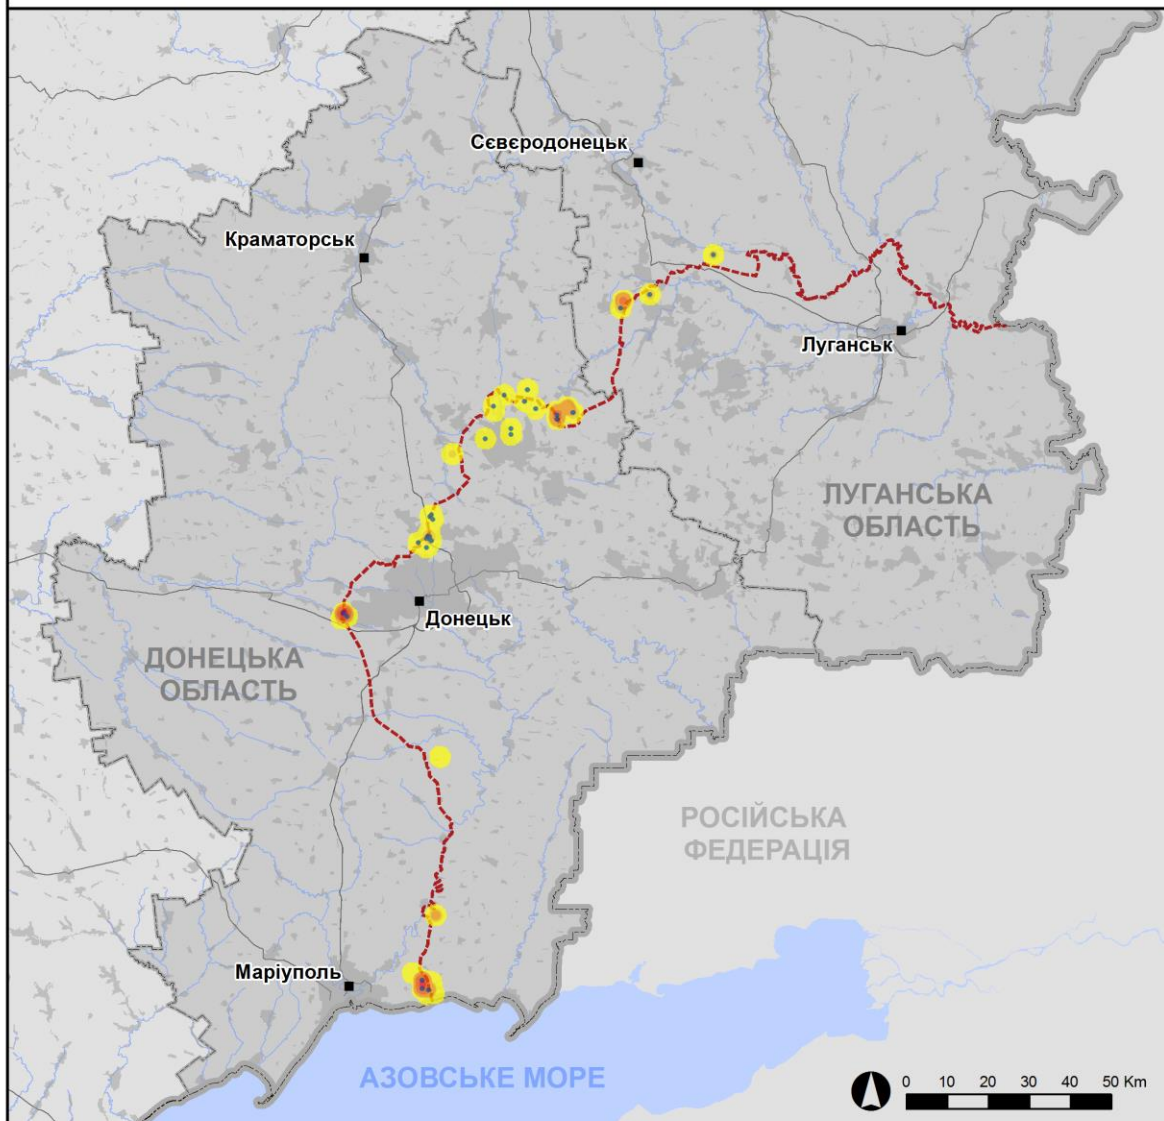 Сєвєродонецьк
Краматорськ
Луганськ
ЛУГАНСЬКА
ОБЛАСТЬ
Донецьк
ДОНЕЦЬКА
ОБЛАСТЬ
РОСІЙСЬКА
ФЕДЕРАЦІЯ
Маріуполь
АЗОВСЬКЕ МОРЕ
0 10 20 30 40 50 Km